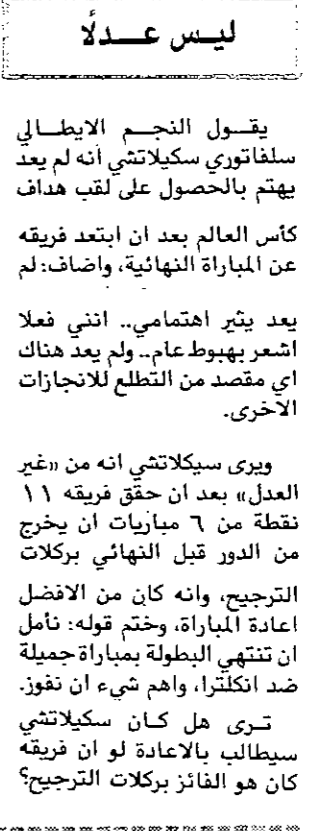 ليس عدلًا
يقول النجم الايطالي
سلفاتوري سكيلاتشي أنه لم يعد
يهتم بالحصول على لقب هداف
كأس العالم بعد ان ابتعد فريقه
عن المباراة النهائية، واضاف: لم
يعد يثير اهتمامي.. انني فعلا
اشعر بهبوط عام.. ولم يعد هناك
اي مقصد من التطلع للانجازات
الاخرى.
ويرى سيكلاتشي انه من «غير
العدل» بعد ان حقق فريقه ١١
نقطة من ٦ مباريات ان يخرج
من الدور قبل النهائي بركلات
الترجيح، وانه كان من الافضل
اعادة المباراة، وختم قوله: نأمل
ان تنتهي البطولة بمباراة جميلة
ضد انكلترا، واهم شيء ان نفوز.
ترى هل كان سكيلاتشي
سيطالب بالاعادة لو ان فريقه
كان هو الفائز بركلات الترجيح؟